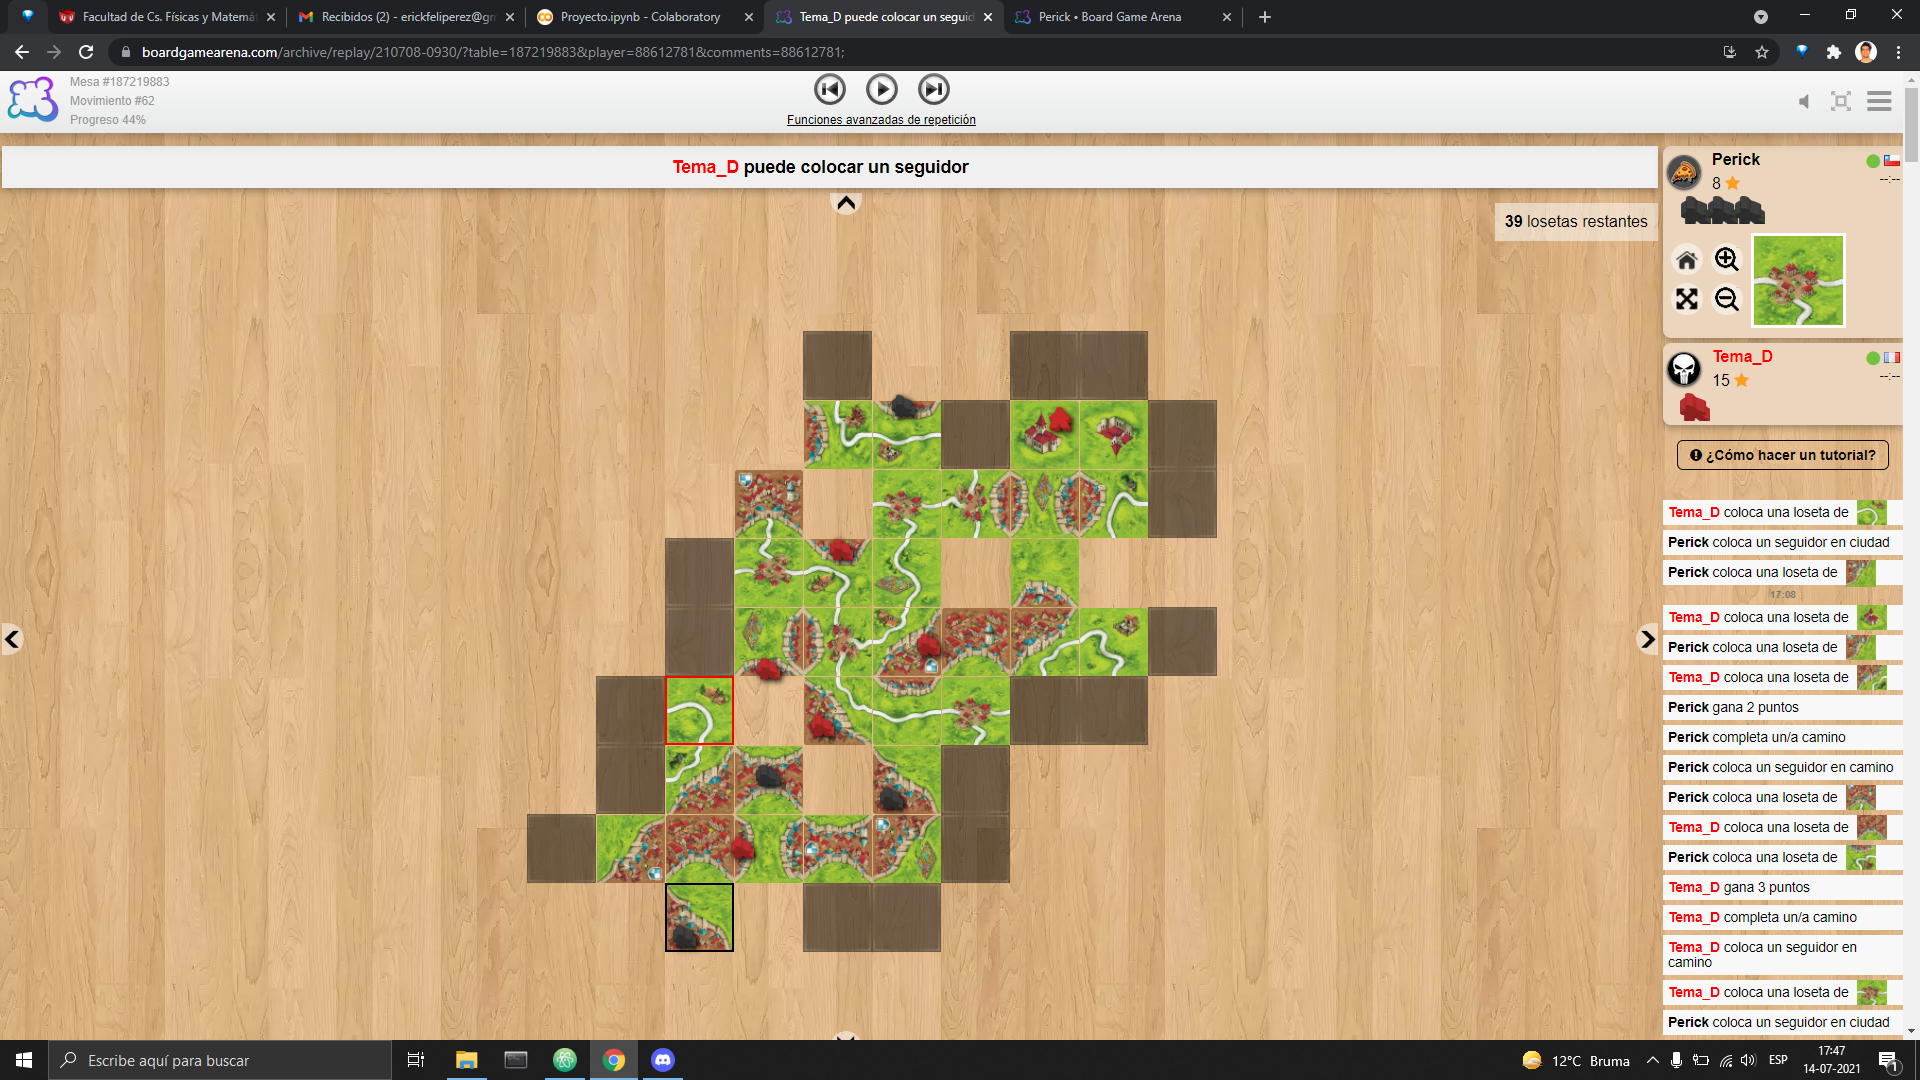 Facultad de Cs. Físicas y Matemá
Recibidos (2) - erickfeliperez@gm
Proyecto.ipynb - Colaboratory
Tema_D puede colocar un seguid
Perick • Board Game Arena
boardgamearena.com/archive/replay/210708-0930/?table=187219883&player=88612781&comments=88612781;
Mesa #187219883
Movimiento #62
Progreso 44%
Funciones avanzadas de repetición
Tema_D puede colocar un seguidor
39 losetas restantes
Perick
8
--:--
Tema_D
15
--:--
¿Cómo hacer un tutorial?
Tema_D coloca una loseta de
Perick coloca un seguidor en ciudad
Perick coloca una loseta de
17:08
Tema_D coloca una loseta de
Perick coloca una loseta de
Tema_D coloca una loseta de
Perick gana 2 puntos
Perick completa un/a camino
Perick coloca un seguidor en camino
Perick coloca una loseta de
Tema_D coloca una loseta de
Perick coloca una loseta de
Tema_D gana 3 puntos
Tema_D completa un/a camino
Tema_D coloca un seguidor en
camino
Tema_D coloca una loseta de
Perick coloca un seguidor en ciudad
Escribe aquí para buscar
12°C Bruma
ESP
17:47
14-07-2021
1